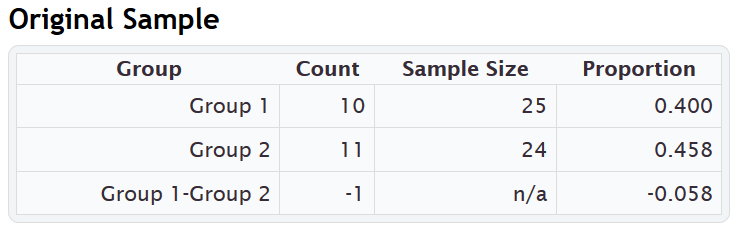 Original Sample
Group Count Sample Size Proportion
Group 1 10 25 0.400
Group 2 11 24 0.458
Group 1-Group 2 -1 n/a -0.058